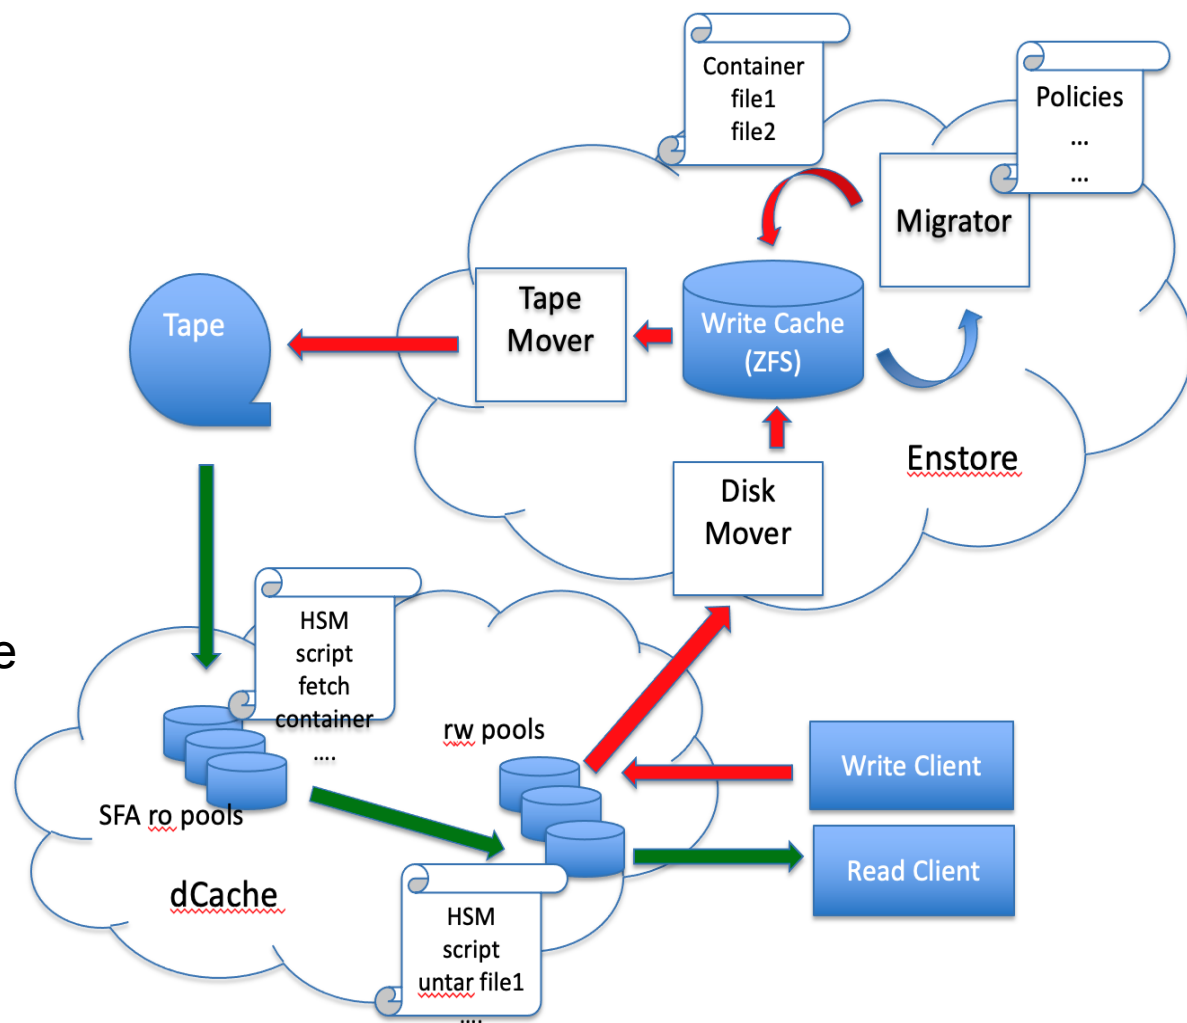 Container
file1
file2
Policies
...
...
Migrator
Tape
Mover
Write Cache
(ZFS)
Tape
Enstore
Disk
Mover
e
HSM
script
fetch
container
....
rw pools
SFA ro pools
Write Client
Read Client
dCache
HSM
script
untar file1
....